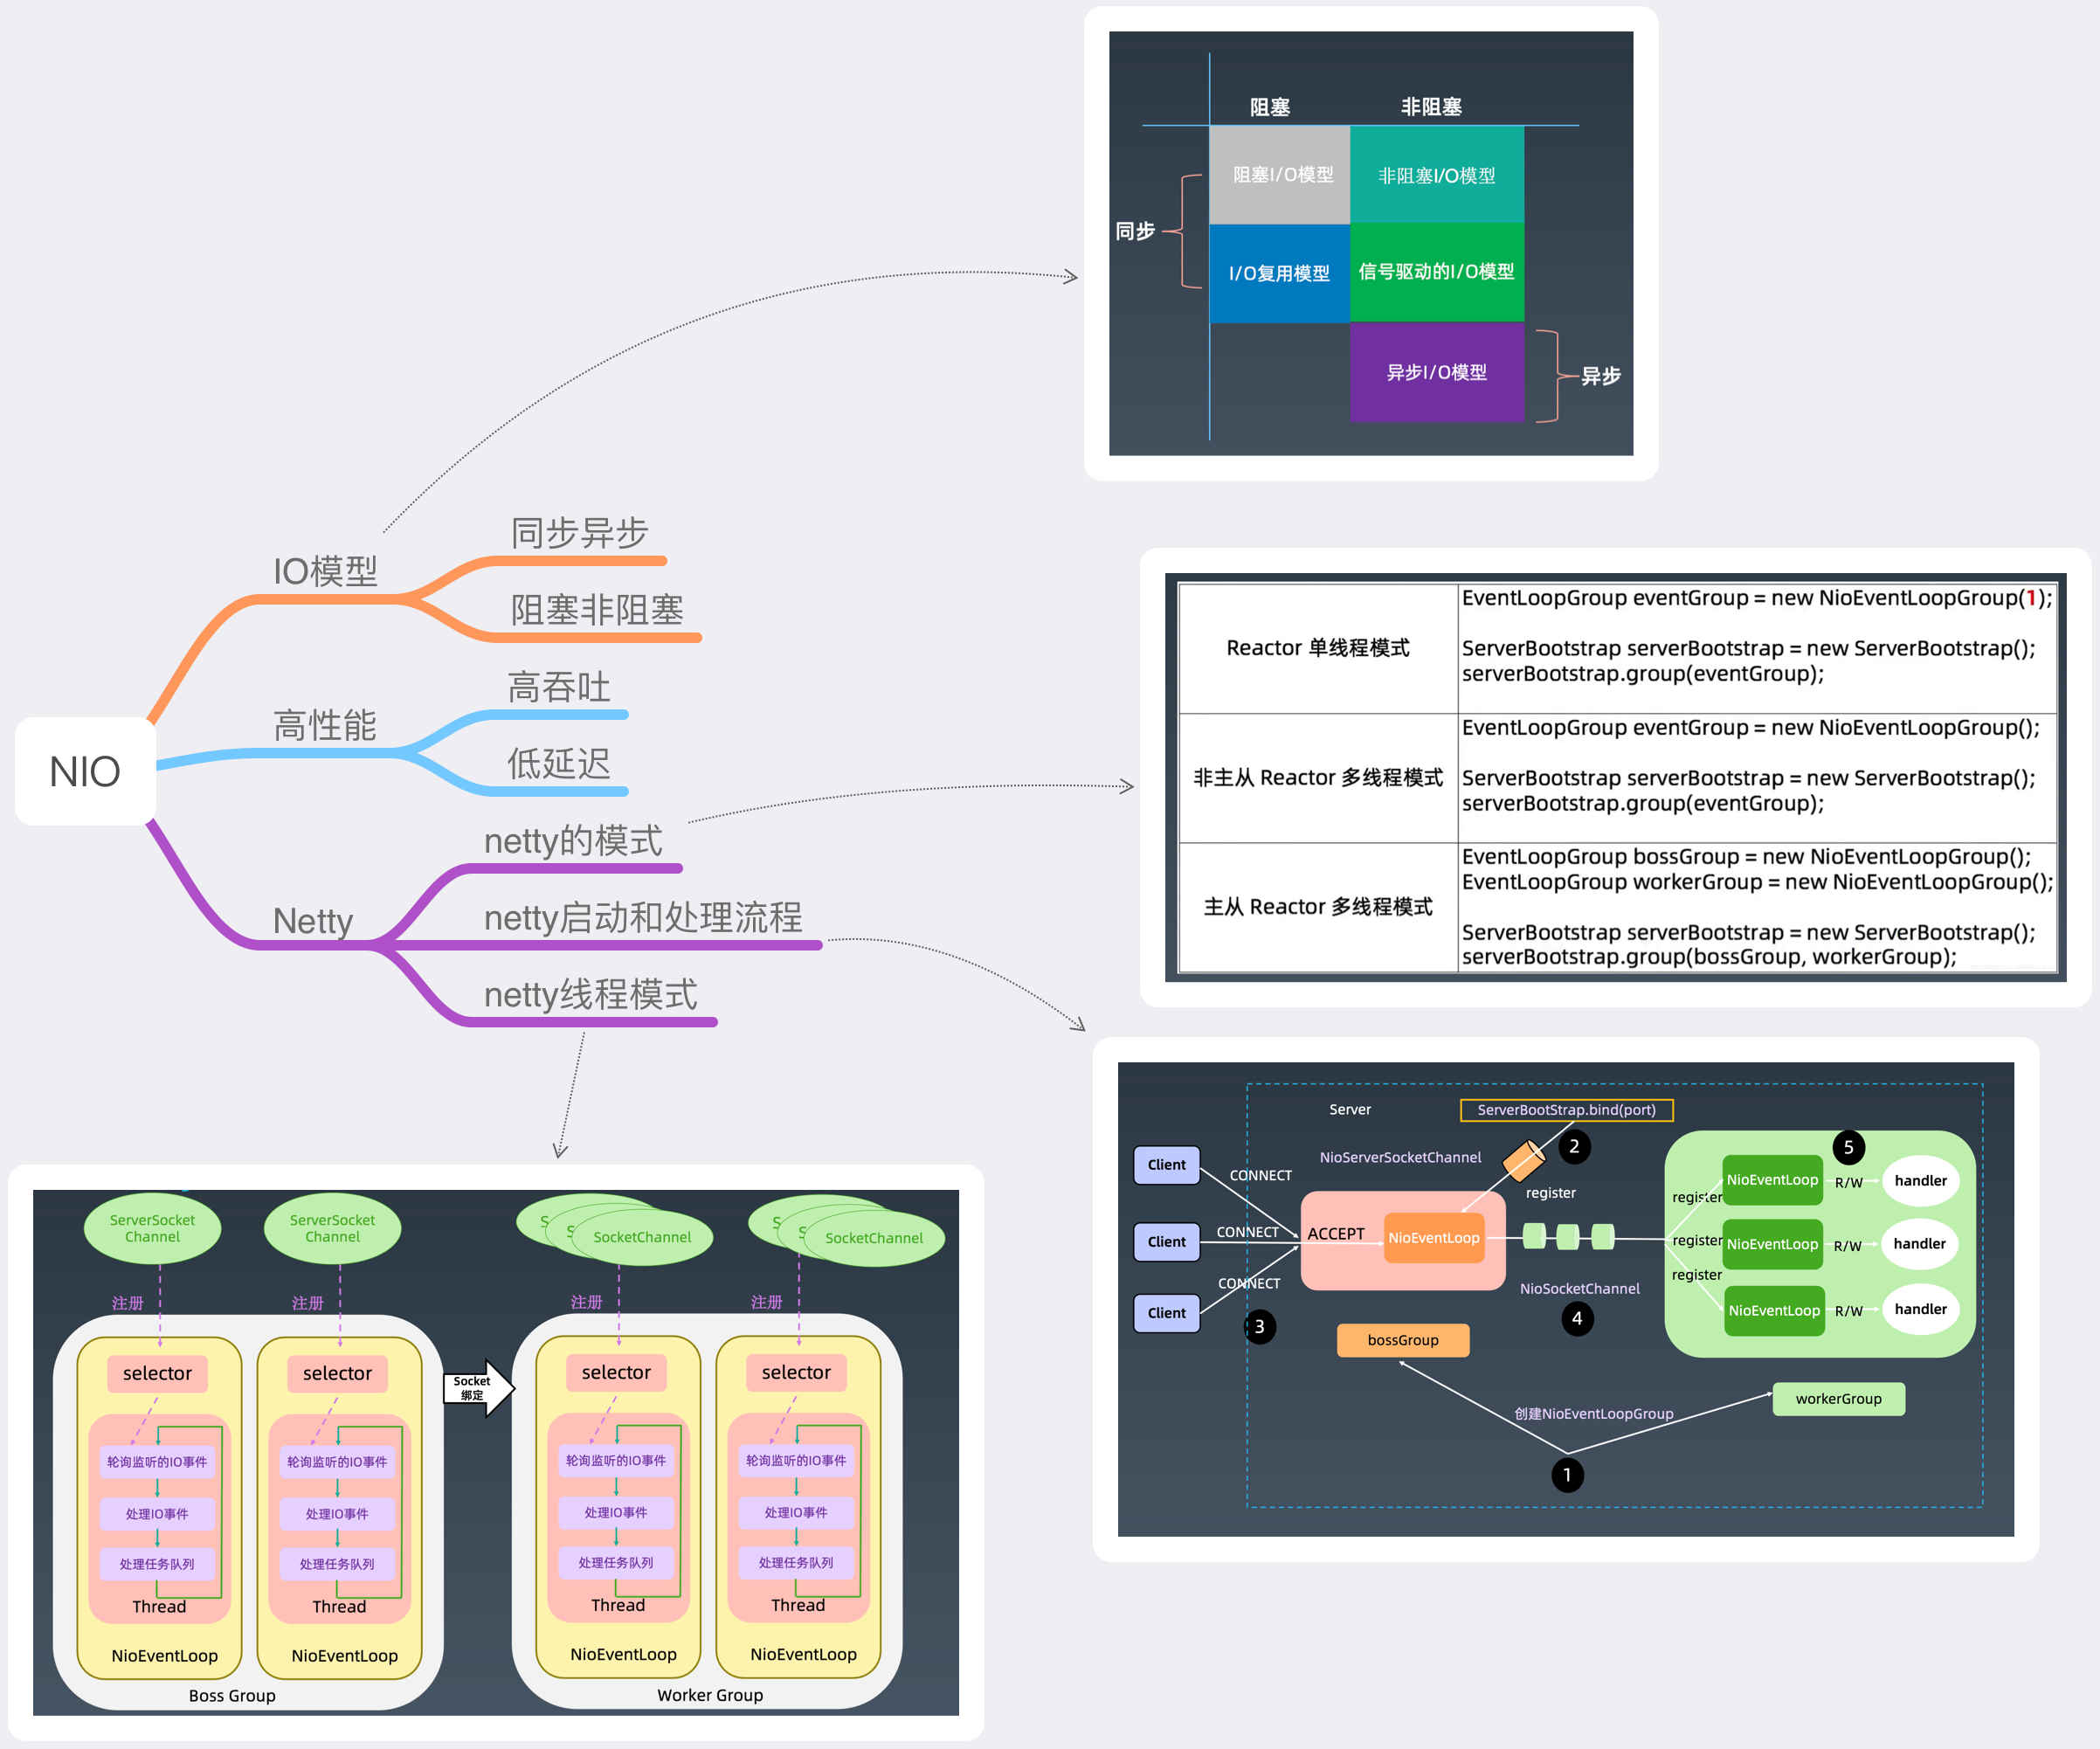 NIO
IO模型
同步异步
阻塞非阻塞
高性能
高吞吐
低延迟
Netty
netty的模式
netty启动和处理流程
netty线程模式
阻塞
非阻塞
阻塞I/O模型
非阻塞I/O模型
同步
I/O复用模型
信号驱动的I/O模型
异步I/O模型
异步
Reactor 单线程模式
EventLoopGroup eventGroup = new NioEventLoopGroup(1);
ServerBootstrap serverBootstrap = new ServerBootstrap();
serverBootstrap.group(eventGroup);
非主从 Reactor 多线程模式
EventLoopGroup eventGroup = new NioEventLoopGroup();
ServerBootstrap serverBootstrap = new ServerBootstrap();
serverBootstrap.group(eventGroup);
主从 Reactor 多线程模式
EventLoopGroup bossGroup = new NioEventLoopGroup();
EventLoopGroup workerGroup = new NioEventLoopGroup();
ServerBootstrap serverBootstrap = new ServerBootstrap();
serverBootstrap.group(bossGroup, workerGroup);
Server
ServerBootStrap.bind(port)
2
NioServerSocketChannel
register
Client
Client
Client
CONNECT
CONNECT
CONNECT
3
ACCEPT
NioEventLoop
NioSocketChannel
4
5
register
register
register
NioEventLoop
R/W
handler
NioEventLoop
R/W
handler
NioEventLoop
R/W
handler
bossGroup
workerGroup
创建NioEventLoopGroup
1
ServerSocket
Channel
ServerSocket
Channel
S
S
SocketChannel
S
S
SocketChannel
注册
注册
注册
注册
selector
selector
selector
selector
Socket
绑定
轮询监听的IO事件
轮询监听的IO事件
轮询监听的IO事件
轮询监听的IO事件
处理IO事件
处理IO事件
处理IO事件
处理IO事件
处理任务队列
处理任务队列
处理任务队列
处理任务队列
Thread
Thread
Thread
Thread
NioEventLoop
NioEventLoop
NioEventLoop
NioEventLoop
Boss Group
Worker Group